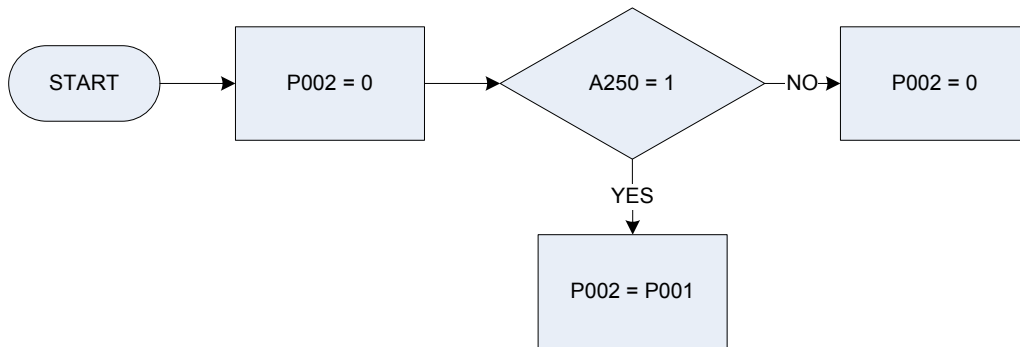 START
P002 = 0
A250 = 1
NO
P002 = 0
YES
P002 = P001